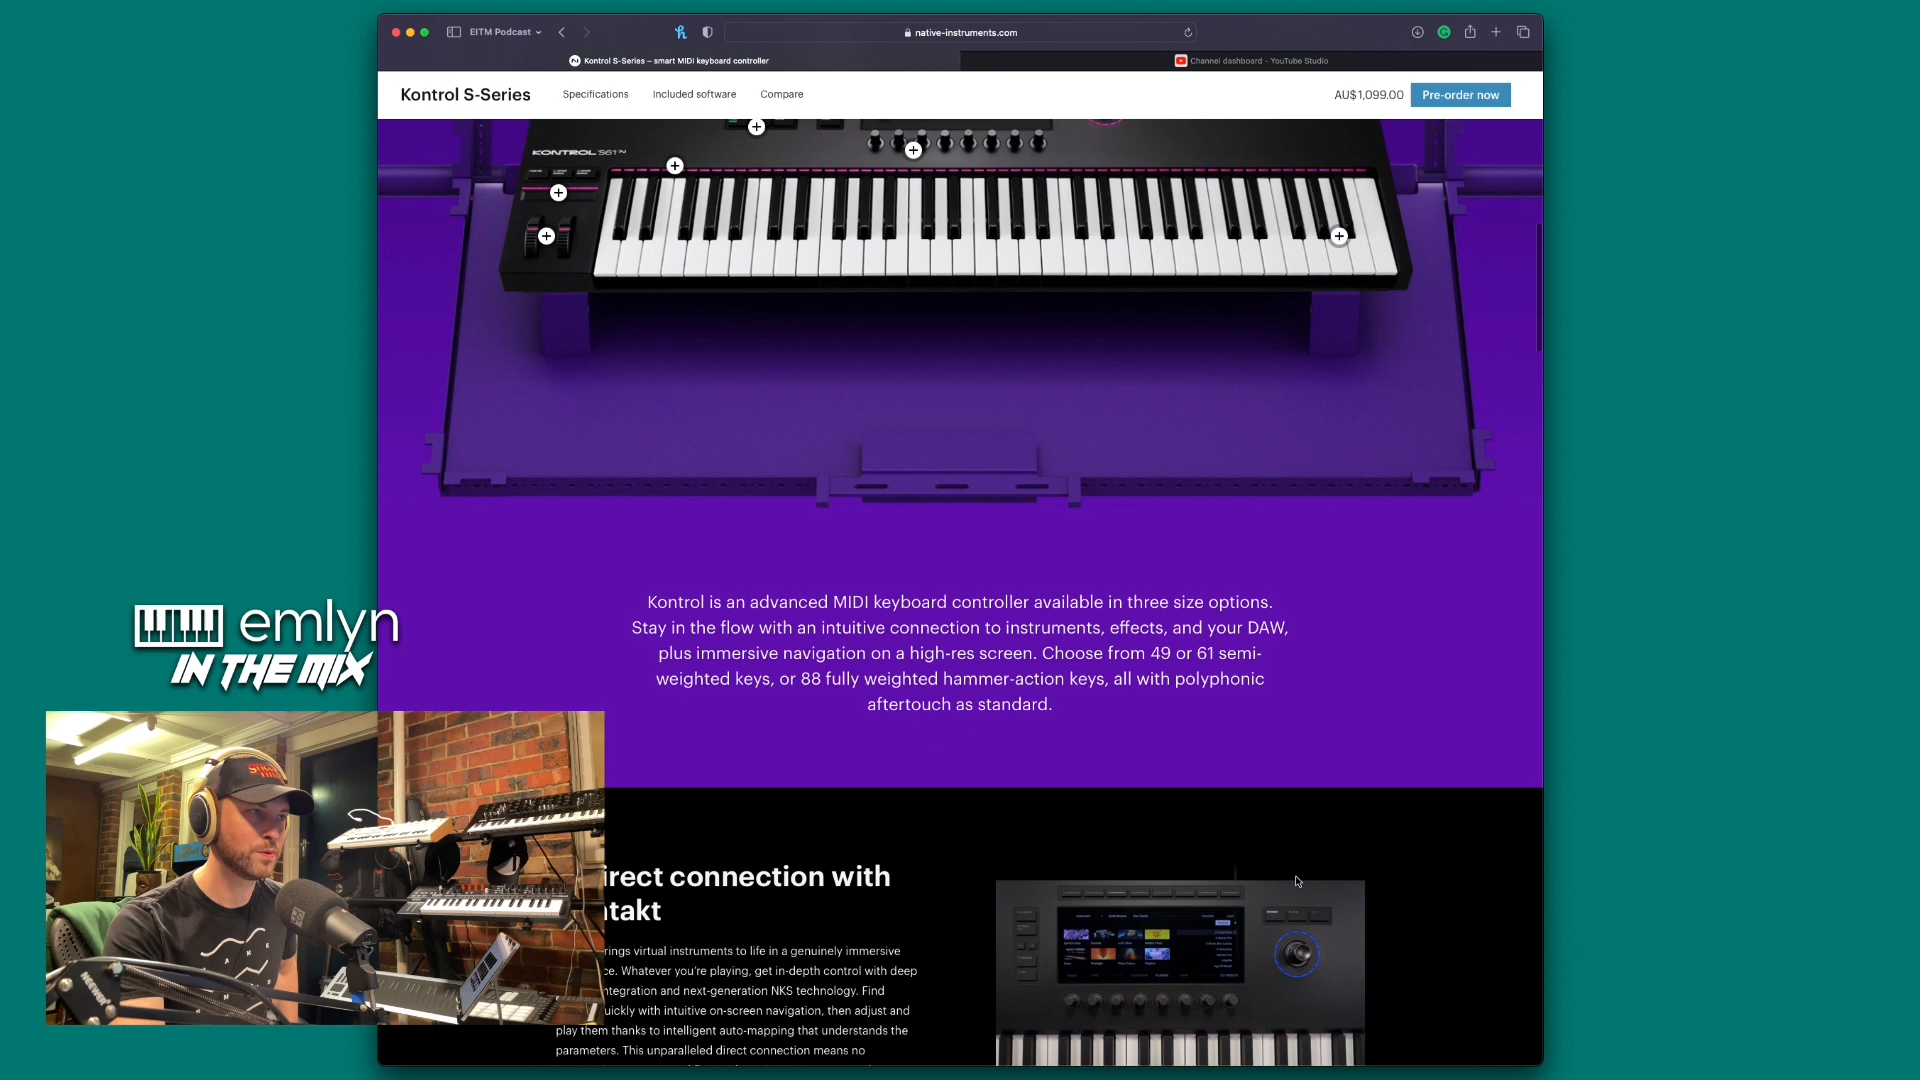 EITM Podcast
native-instruments.com
Kontrol S-Series – smart MIDI keyboard controller
Channel dashboard - YouTube Studio
Kontrol S-Series
Specifications
Included software
Compare
AU$1,099.00
Pre-order now
KONTROL S61
Kontrol is an advanced MIDI keyboard controller available in three size options.
Stay in the flow with an intuitive connection to instruments, effects, and your DAW,
plus immersive navigation on a high-res screen. Choose from 49 or 61 semi-
weighted keys, or 88 fully weighted hammer-action keys, all with polyphonic
aftertouch as standard.
emlyn
IN THE MIX
irect connection with
ntakt
rings virtual instruments to life in a genuinely immersive
ce. Whatever you're playing, get in-depth control with deep
ntegration and next-generation NKS technology. Find
uickly with intuitive on-screen navigation, then adjust and
play them thanks to intelligent auto-mapping that understands the
parameters. This unparalleled direct connection means no